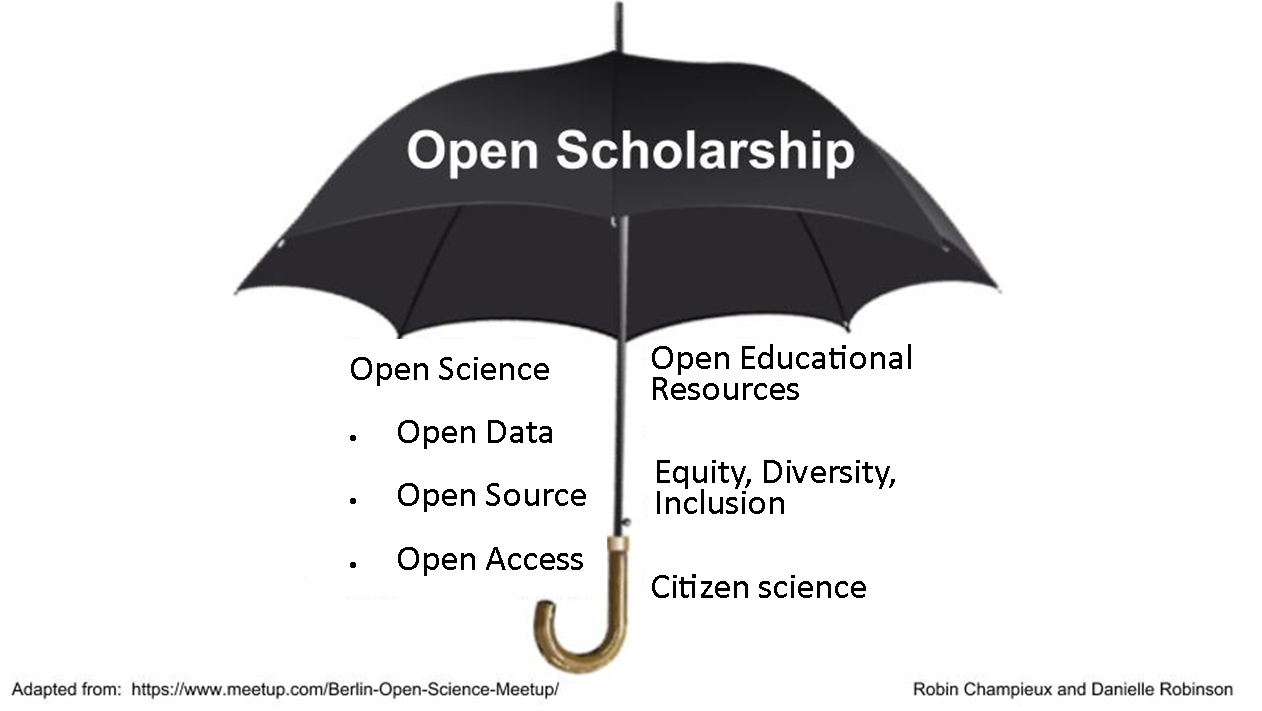 Open Scholarship
Open Science
• Open Data
• Open Source
• Open Access
Open Educational
Resources
Equity, Diversity,
Inclusion
Citizen science
Adapted from: https://www.meetup.com/Berlin-Open-Science-Meetup/
Robin Champieux and Danielle Robinson